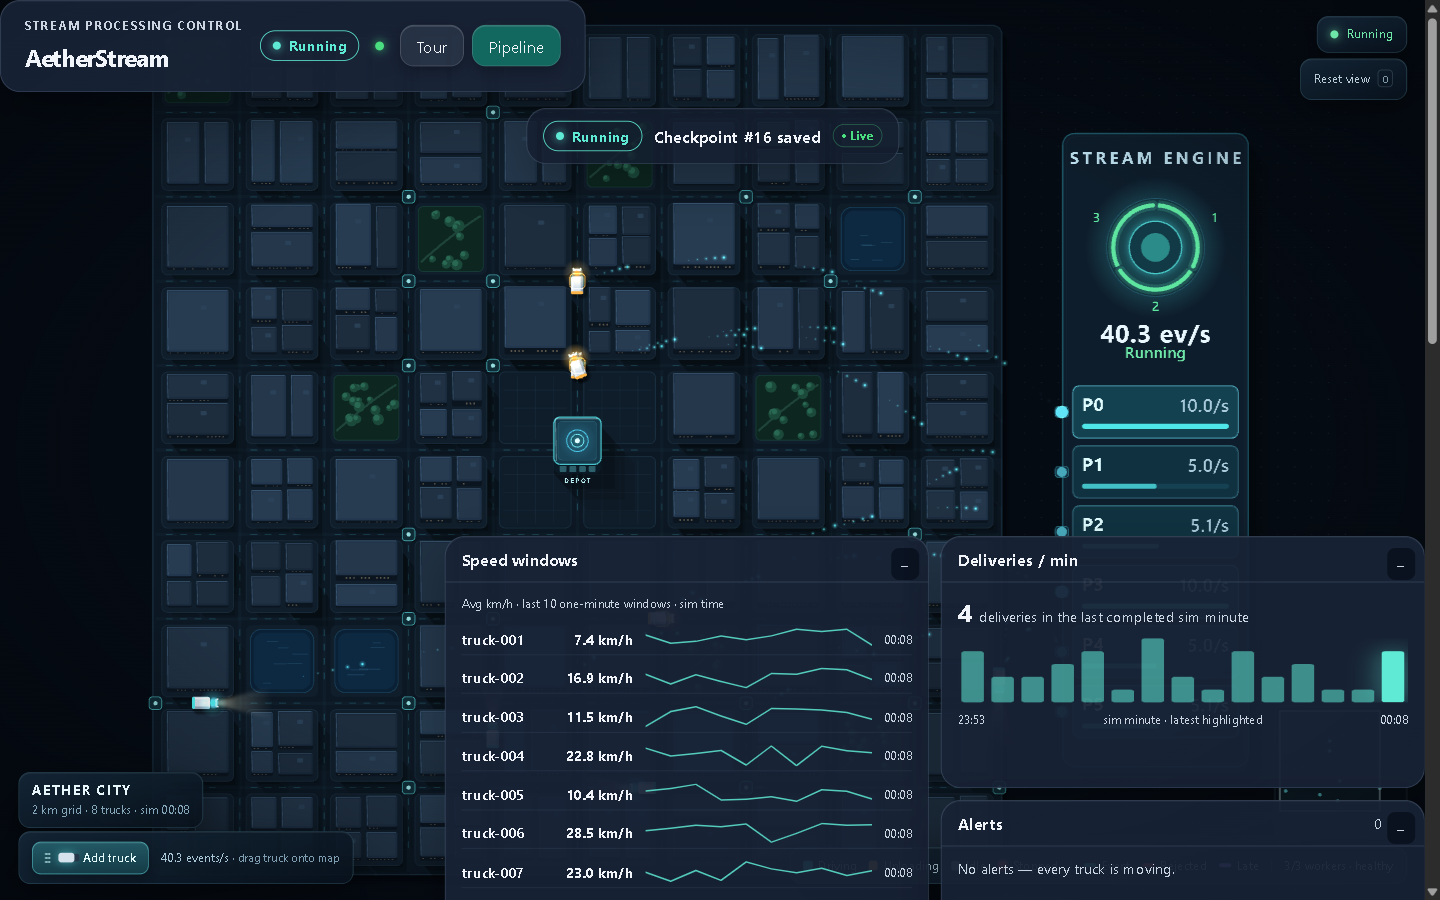 STREAM PROCESSING CONTROL
AetherStream
Running
Tour
Pipeline
Running
Reset view 0
Running Checkpoint #16 saved • Live
STREAM ENGINE
3
1
2
40.3 ev/s
Running
P0 10.0/s
P1 5.0/s
P2 5.1/s
P3 10.0/s
P4 5.0/s
DEPOT
Speed windows –
Avg km/h · last 10 one-minute windows · sim time
truck-001 7.4 km/h 00:08
truck-002 16.9 km/h 00:08
truck-003 11.5 km/h 00:08
truck-004 22.8 km/h 00:08
truck-005 10.4 km/h 00:08
truck-006 28.5 km/h 00:08
truck-007 23.0 km/h 00:08
Deliveries / min –
4 deliveries in the last completed sim minute
23:53 sim minute · latest highlighted 00:08
Alerts 0 –
No alerts — every truck is moving.
AETHER CITY
2 km grid · 8 trucks · sim 00:08
Add truck 40.3 events/s · drag truck onto map